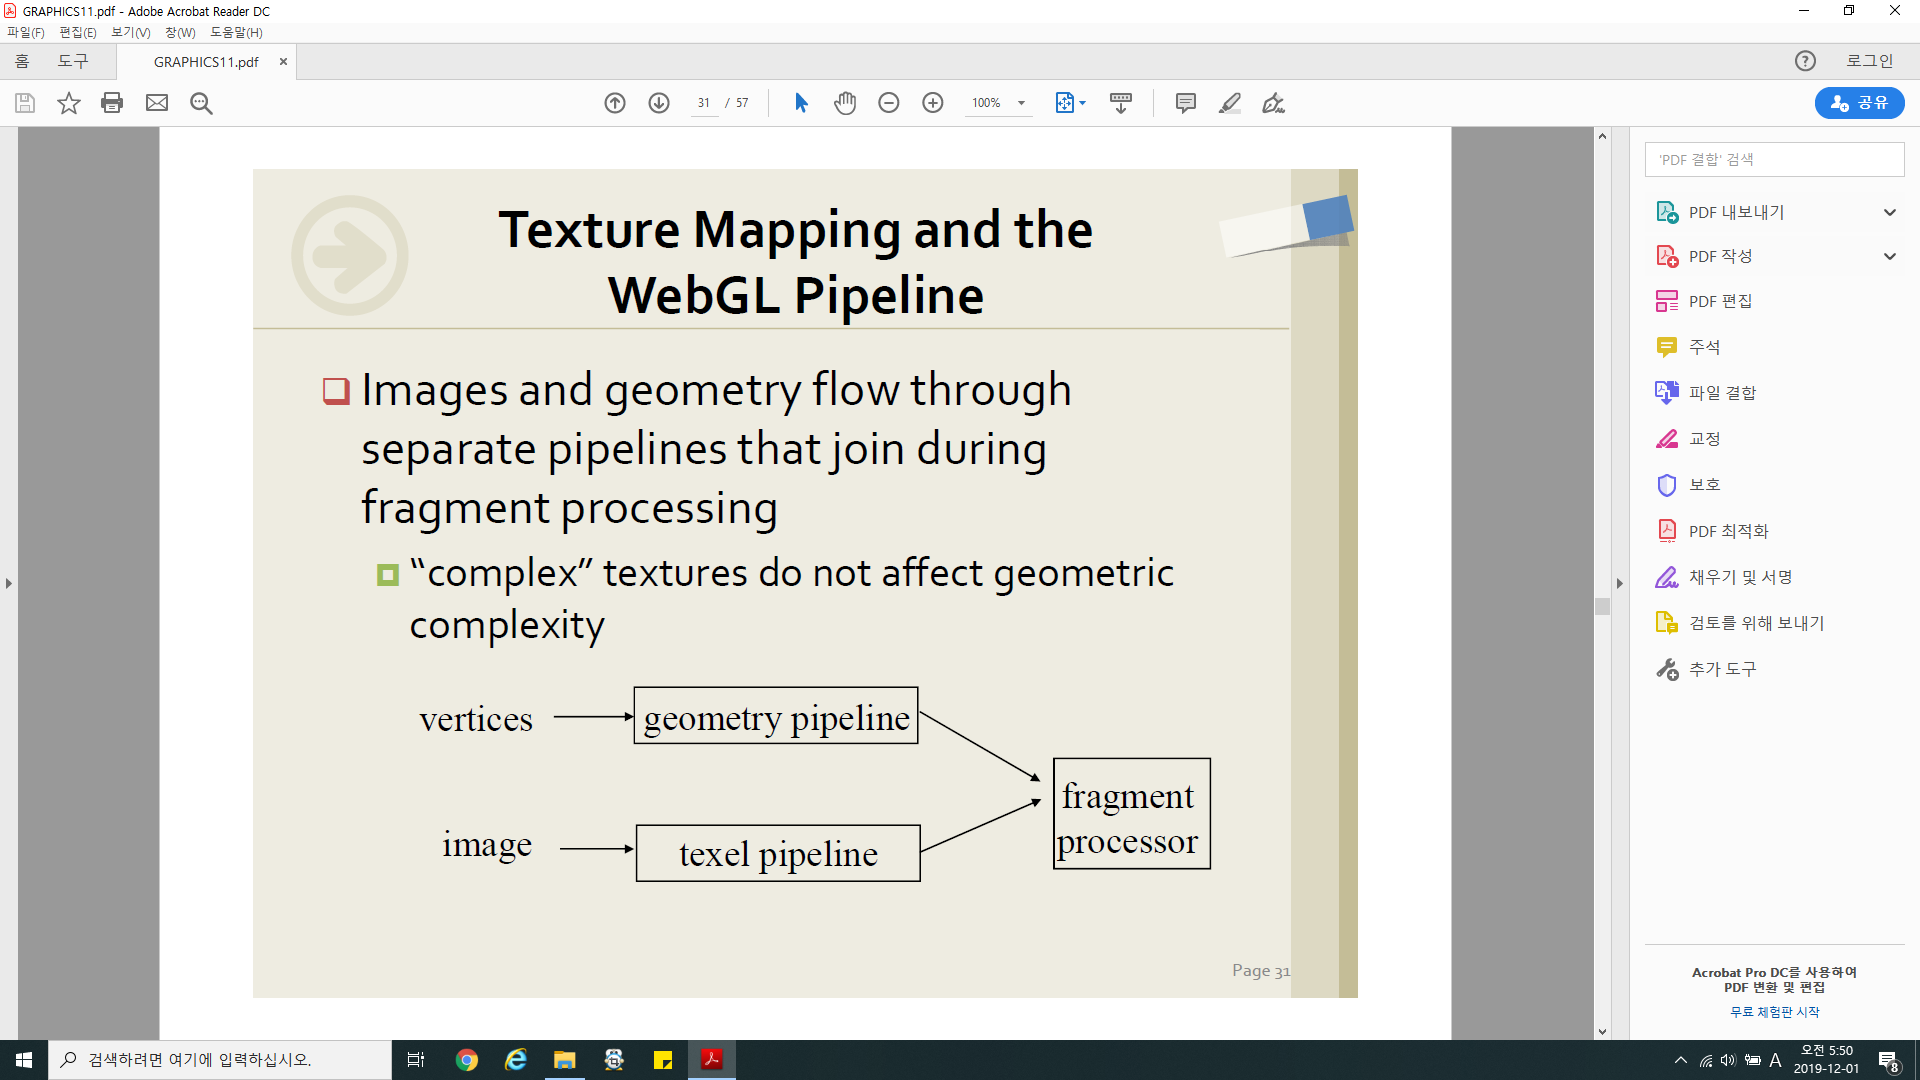 GRAPHICS11.pdf - Adobe Acrobat Reader DC
파일(F) 편집(E) 보기(V) 창(W) 도움말(H)
홈 도구 GRAPHICS11.pdf × ? 로그인
31 / 57 100% 공유
Texture Mapping and the
WebGL Pipeline
Images and geometry flow through
separate pipelines that join during
fragment processing
“complex” textures do not affect geometric
complexity
vertices geometry pipeline
fragment
processor
image texel pipeline
Page 31
'PDF 결합' 검색
PDF 내보내기
PDF 작성
PDF 편집
주석
파일 결합
교정
보호
PDF 최적화
채우기 및 서명
검토를 위해 보내기
추가 도구
Acrobat Pro DC를 사용하여
PDF 변환 및 편집
무료 체험판 시작
검색하려면 여기에 입력하십시오.
A
오전 5:50
2019-12-01
8